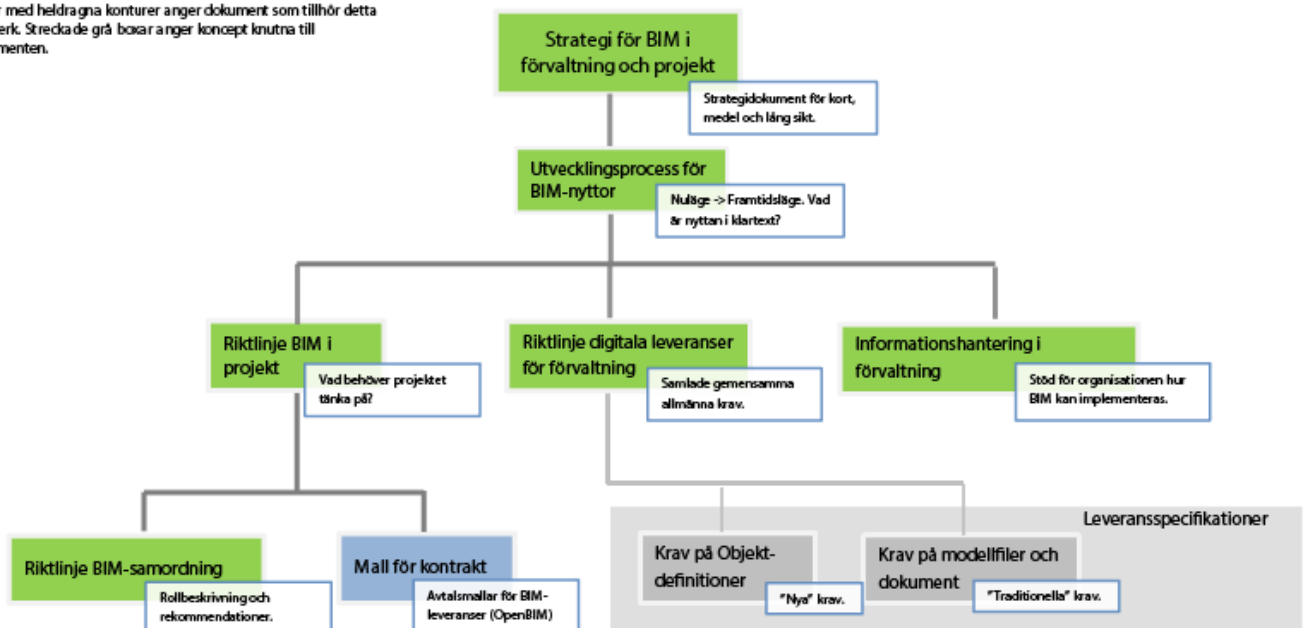 med heldragna konturer anger dokument som tillhör detta
Streckade grå boxar anger koncept knutna till
Strategi för BIM i
förvaltning och projekt
Strategidokument för kort,
medel och lång sikt.
Utvecklingsprocess för
BIM-nyttor
Nuläge -> Framtidsläge. Vad
är nyttan i klartext?
Riktlinje BIM i
projekt
Vad behöver projektet
tänka på?
Riktlinje digitala leveranser
för förvaltning
Samlade gemensamma
allmänna krav.
Informationshantering i
förvaltning
Stöd för organisationen hur
BIM kan implementeras.
Leveransspecifikationer
Riktlinje BIM-samordning
Rollbeskrivning och
rekommendationer.
Mall för kontrakt
Avtalsmallar för BIM-
leveranser (OpenBIM)
Krav på Objekt-
definitioner
"Nya" krav.
Krav på modellfiler och
dokument
"Traditionella" krav.